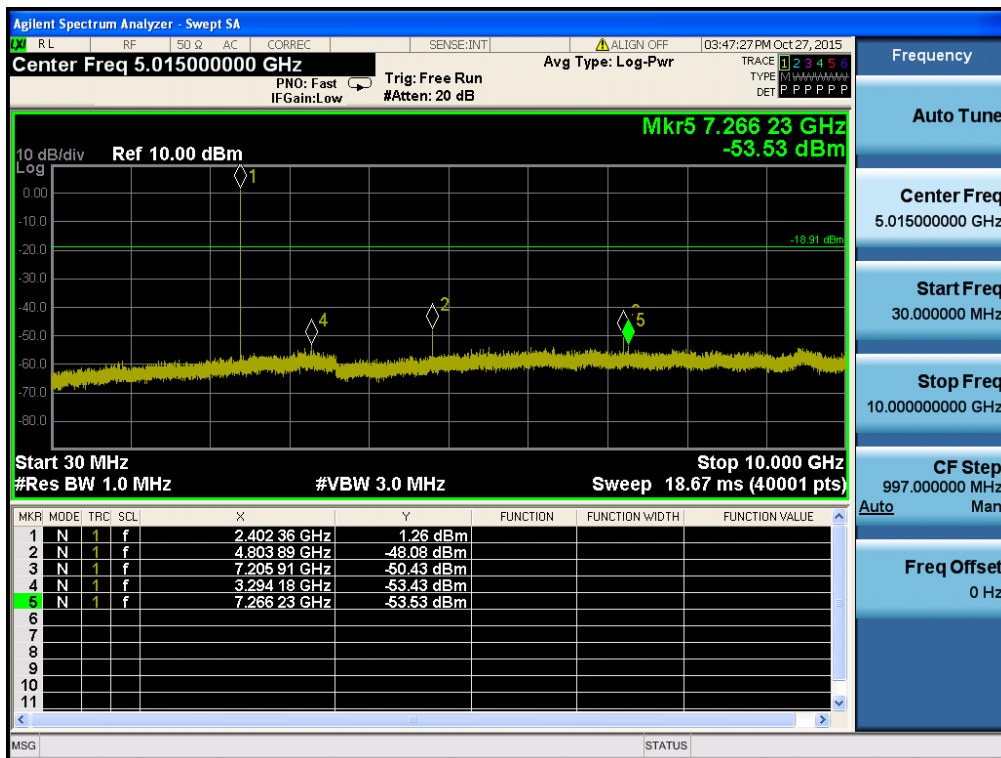 Agilent Spectrum Analyzer - Swept SA
LXI RL RF 50 Ω AC CORREC SENSE:INT ALIGN OFF 03:47:27 PM Oct 27, 2015
Center Freq 5.015000000 GHz
PNO: Fast
IFGain:Low
Trig: Free Run
#Atten: 20 dB
Avg Type: Log-Pwr
TRACE 1 2 3 4 5 6
TYPE M
DET P P P P P P
Mkr5 7.266 23 GHz
-53.53 dBm
10 dB/div Ref 10.00 dBm
Log
0.00
-10.0
-20.0
-30.0
-40.0
-50.0
-60.0
-70.0
-80.0
-18.91 dBm
1
4
2
5
Start 30 MHz Stop 10.000 GHz
#Res BW 1.0 MHz #VBW 3.0 MHz Sweep 18.67 ms (40001 pts)
MKR MODE TRC SCL X Y FUNCTION FUNCTION WIDTH FUNCTION VALUE
1 N 1 f 2.402 36 GHz 1.26 dBm
2 N 1 f 4.803 89 GHz -48.08 dBm
3 N 1 f 7.205 91 GHz -50.43 dBm
4 N 1 f 3.294 18 GHz -53.43 dBm
5 N 1 f 7.266 23 GHz -53.53 dBm
6
7
8
9
10
11
MSG STATUS
Frequency
Auto Tune
Center Freq
5.015000000 GHz
Start Freq
30.000000 MHz
Stop Freq
10.000000000 GHz
CF Step
997.000000 MHz
Auto Man
Freq Offset
0 Hz